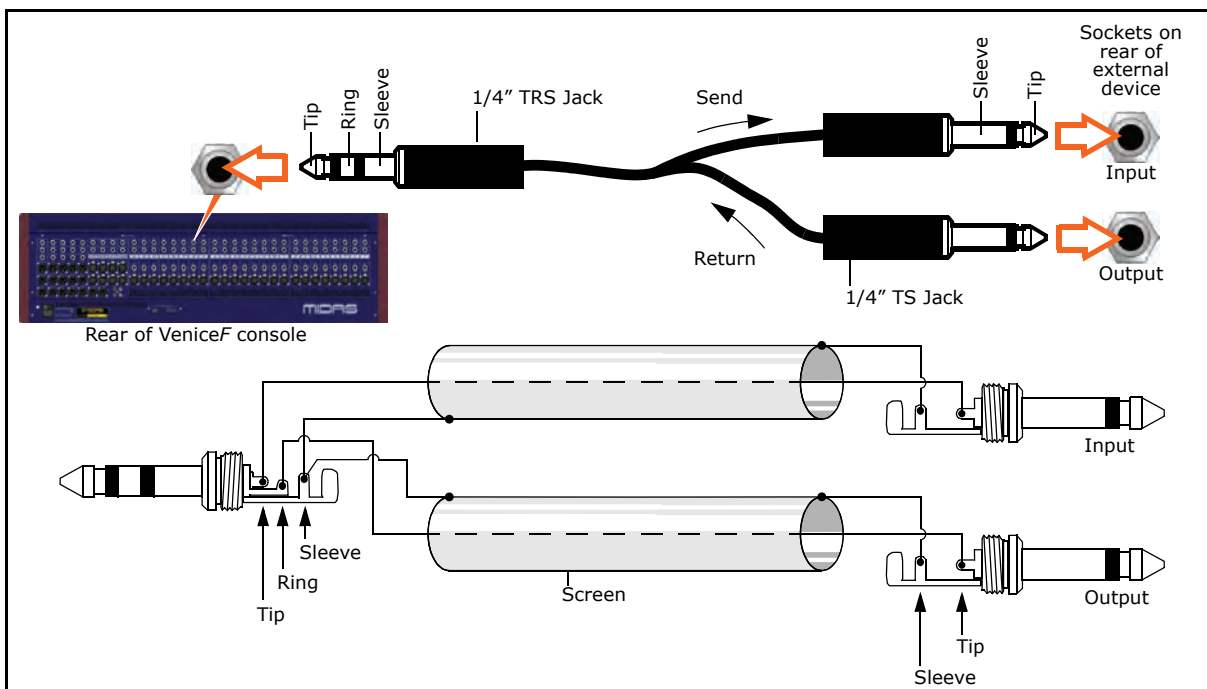 Sockets on
rear of
external
device
Tip
Ring
Sleeve
1/4” TRS Jack
Send
Sleeve
Tip
Input
Return
Output
1/4” TS Jack
MIDAS
Rear of VeniceF console
Input
Sleeve
Ring
Tip
Screen
Output
Tip
Sleeve